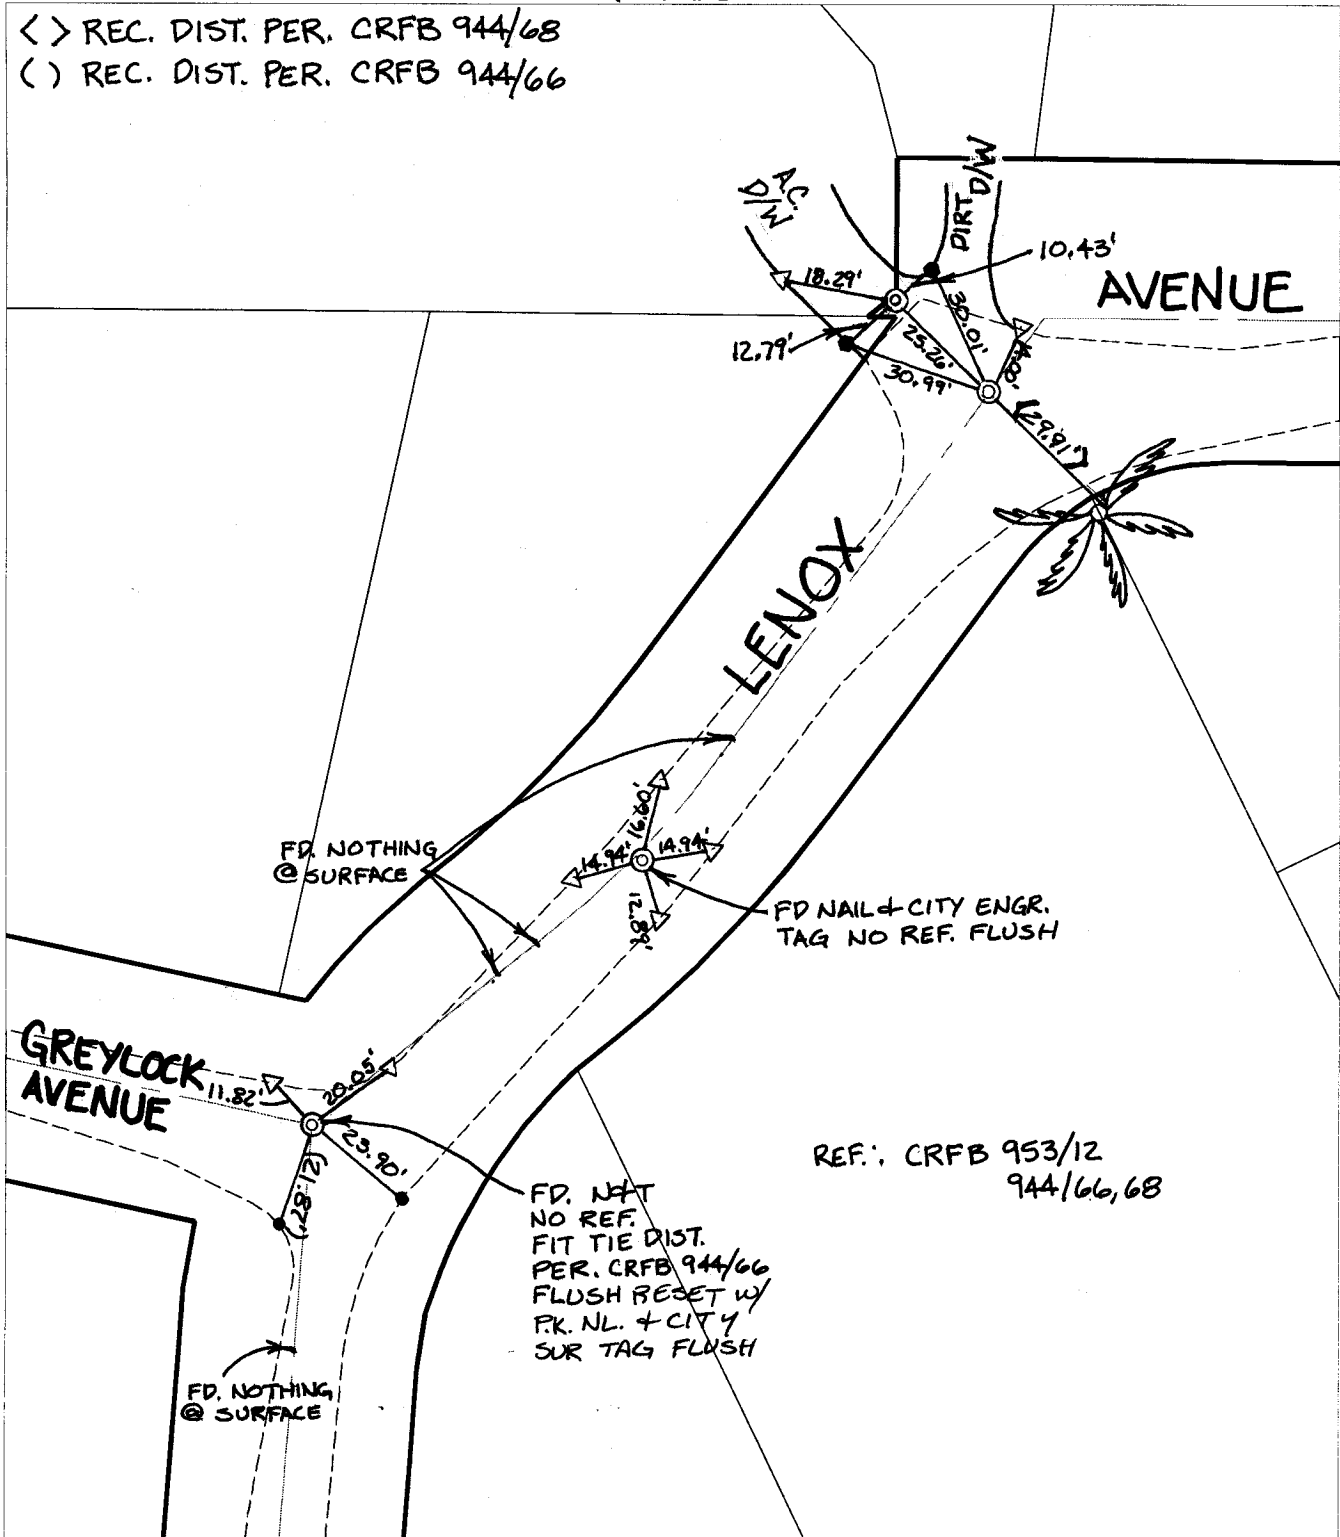 < > REC. DIST. PER. CRFB 944/68
( ) REC. DIST. PER. CRFB 944/66
A.C. D/W
DIRT D/W
10.43'
18.29'
AVENUE
12.79'
25.26'
30.01'
30.99'
LENOX
16.60'
14.94'
14.94'
12.89'
FD. NOTHING
@ SURFACE
FD NAIL & CITY ENGR.
TAG NO REF. FLUSH
GREYLOCK
AVENUE
11.82'
20.05'
23.90'
(28.12)
REF.: CRFB 953/12
944/66,68
FD. N&T
NO REF.
FIT TIE DIST.
PER. CRFB 944/66
FLUSH RESET W/
P.K. NL. & CITY
SUR TAG FLUSH
FD. NOTHING
@ SURFACE